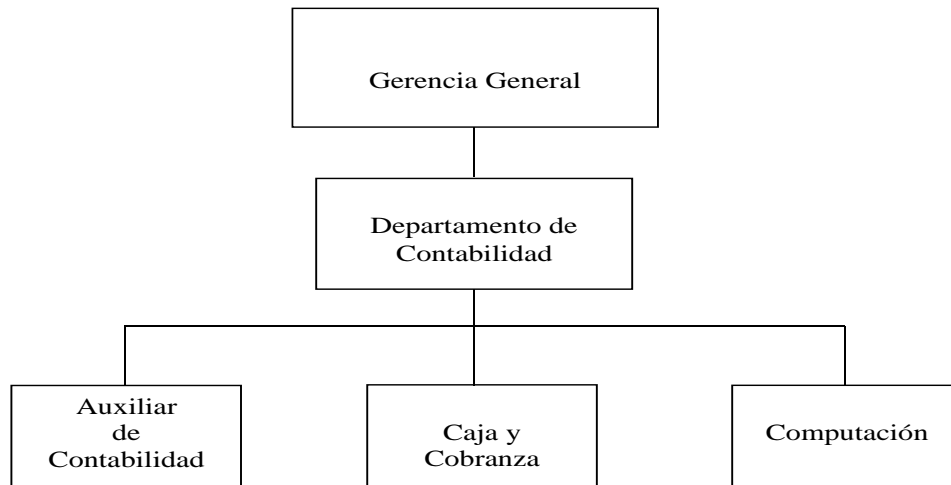 Gerencia General
Departamento de
Contabilidad
Auxiliar
de
Contabilidad
Caja y
Cobranza
Computación